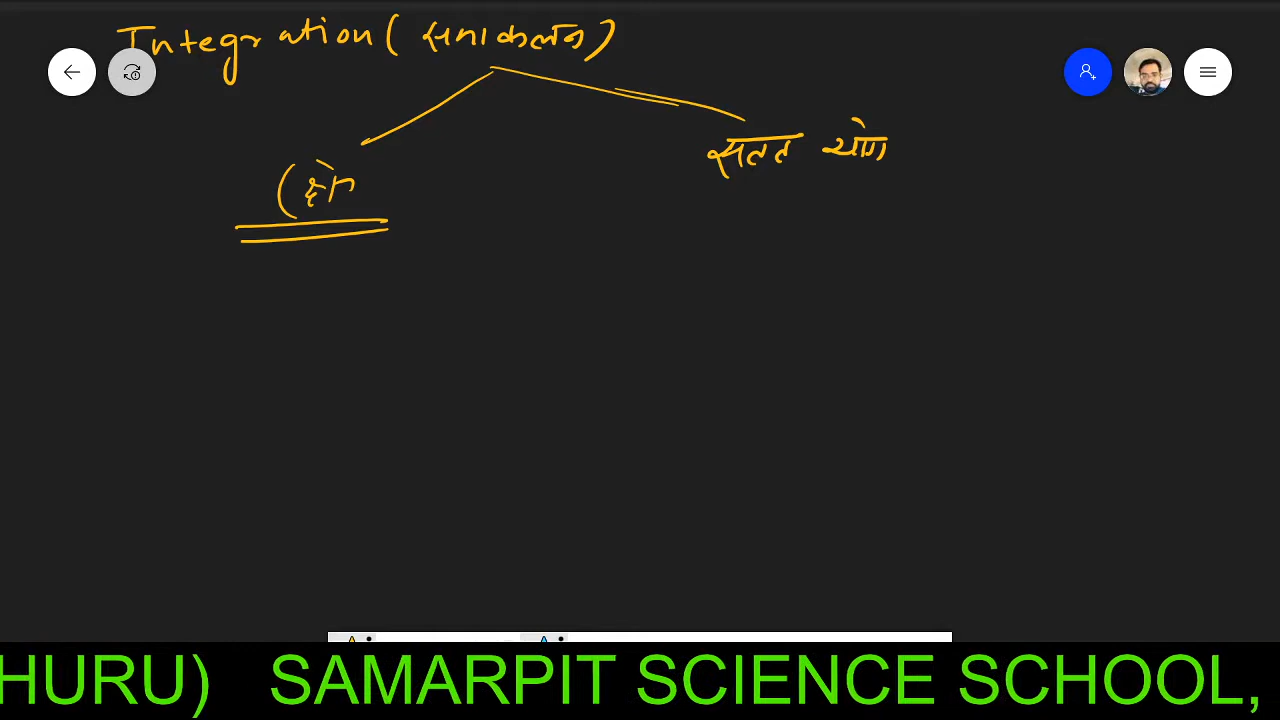 Integration (समाकलन)
सतत योग
HURU) SAMARPIT SCIENCE SCHOOL,